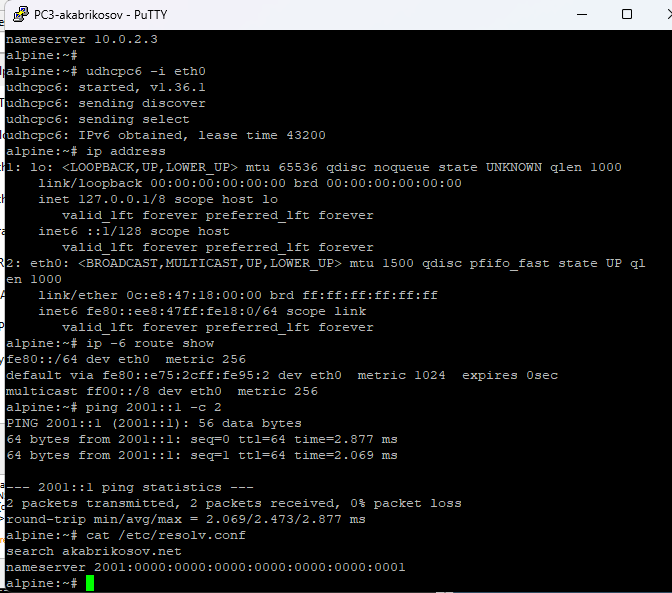 PC3-akabrikosov - PuTTY
nameserver 10.0.2.3
alpine:~#
alpine:~# udhcpc6 -i eth0
udhcpc6: started, v1.36.1
udhcpc6: sending discover
udhcpc6: sending select
udhcpc6: IPv6 obtained, lease time 43200
alpine:~# ip address
1: lo: <LOOPBACK,UP,LOWER_UP> mtu 65536 qdisc noqueue state UNKNOWN qlen 1000
    link/loopback 00:00:00:00:00:00 brd 00:00:00:00:00:00
    inet 127.0.0.1/8 scope host lo
       valid_lft forever preferred_lft forever
    inet6 ::1/128 scope host
       valid_lft forever preferred_lft forever
2: eth0: <BROADCAST,MULTICAST,UP,LOWER_UP> mtu 1500 qdisc pfifo_fast state UP ql
en 1000
    link/ether 0c:e8:47:18:00:00 brd ff:ff:ff:ff:ff:ff
    inet6 fe80::ee8:47ff:fe18:0/64 scope link
       valid_lft forever preferred_lft forever
alpine:~# ip -6 route show
fe80::/64 dev eth0  metric 256
default via fe80::e75:2cff:fe95:2 dev eth0  metric 1024  expires 0sec
multicast ff00::/8 dev eth0  metric 256
alpine:~# ping 2001::1 -c 2
PING 2001::1 (2001::1): 56 data bytes
64 bytes from 2001::1: seq=0 ttl=64 time=2.877 ms
64 bytes from 2001::1: seq=1 ttl=64 time=2.069 ms
--- 2001::1 ping statistics ---
2 packets transmitted, 2 packets received, 0% packet loss
round-trip min/avg/max = 2.069/2.473/2.877 ms
alpine:~# cat /etc/resolv.conf
search akabrikosov.net
nameserver 2001:0000:0000:0000:0000:0000:0000:0001
alpine:~#